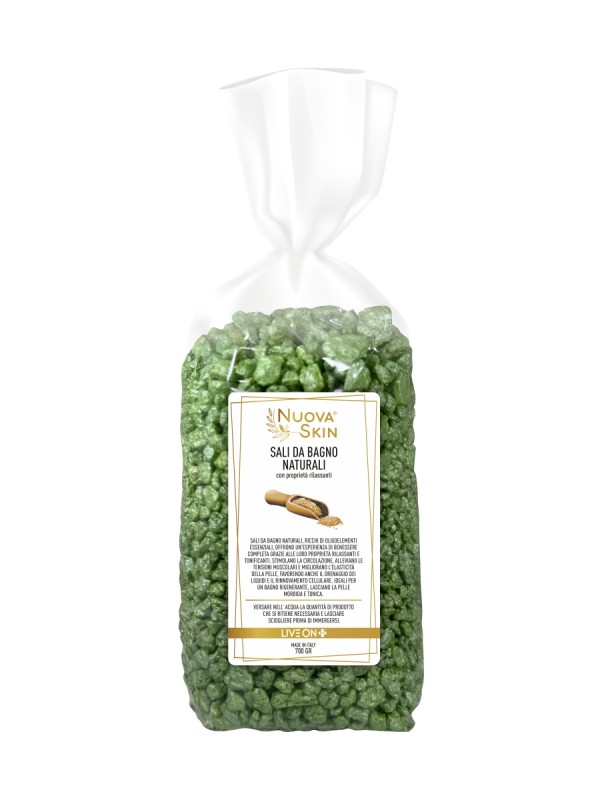 NUOVA®
SKIN
SALI DA BAGNO
NATURALI
con proprietà rilassanti
SALI DA BAGNO NATURALI, RICCHI DI OLIGOELEMENTI
ESSENZIALI, OFFRONO UN'ESPERIENZA DI BENESSERE
COMPLETA GRAZIE ALLE LORO PROPRIETÀ RILASSANTI E
TONIFICANTI. STIMOLANO LA CIRCOLAZIONE, ALLEVIANO LE
TENSIONI MUSCOLARI E MIGLIORANO L'ELASTICITÀ
DELLA PELLE, FAVORENDO ANCHE IL DRENAGGIO DEI
LIQUIDI E IL RINNOVAMENTO CELLULARE. IDEALI PER
UN BAGNO RIGENERANTE, LASCIANO LA PELLE
MORBIDA E TONICA.
VERSARE NELL' ACQUA LA QUANTITÀ DI PRODOTTO
CHE SI RITIENE NECESSARIA E LASCIARE
SCIOGLIERE PRIMA DI IMMERGERSI.
LIVE ON +
MADE IN ITALY
700 GR